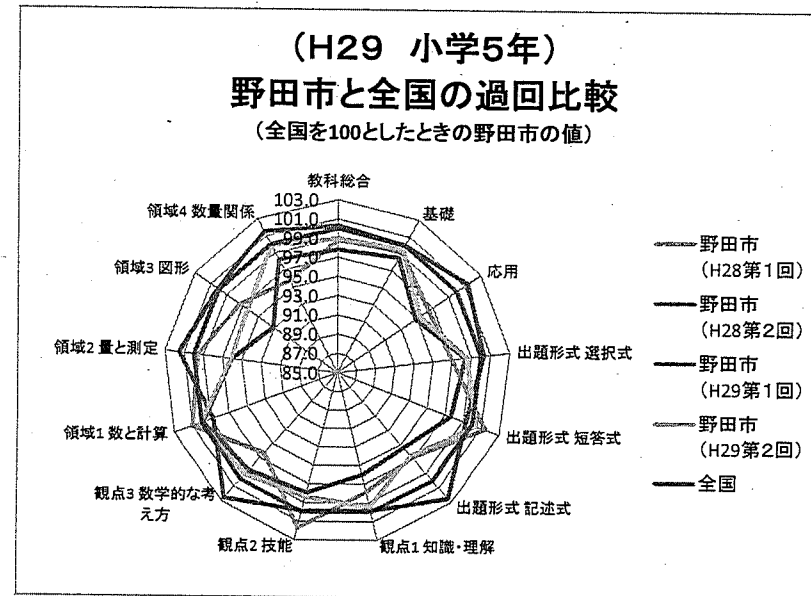 (H29 小学5年)
野田市と全国の過回比較
(全国を100としたときの野田市の値)
教科総合
基礎
応用
出題形式 選択式
出題形式 短答式
出題形式 記述式
観点1 知識・理解
観点2 技能
観点3 数学的な考
え方
領域1 数と計算
領域2 量と測定
領域3 図形
領域4 数量関係
103.0
101.0
99.0
97.0
95.0
93.0
91.0
89.0
87.0
85.0
野田市
(H28第1回)
野田市
(H28第2回)
野田市
(H29第1回)
野田市
(H29第2回)
全国